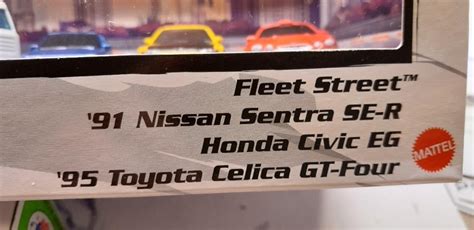 Fleet Street™
'91 Nissan Sentra SE-R
Honda Civic EG
'95 Toyota Celica GT-Four
MATTEL